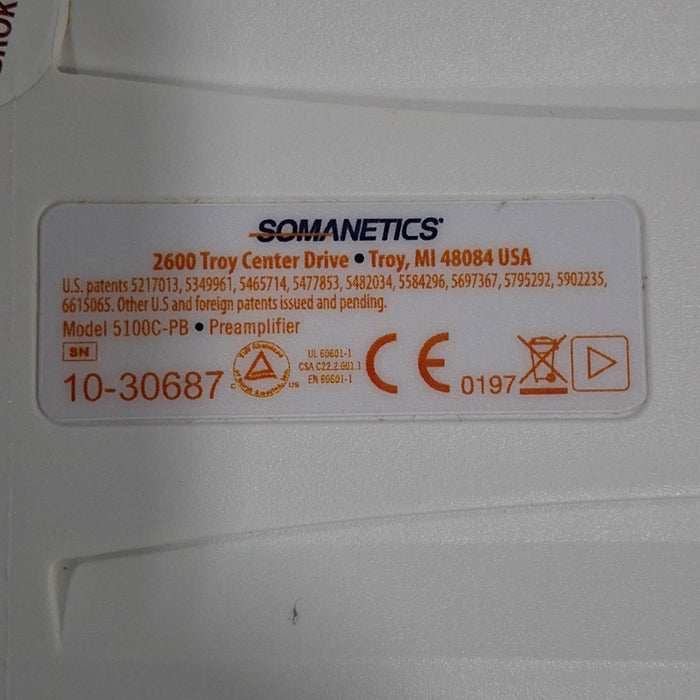 SOMANETICS
2600 Troy Center Drive • Troy, MI 48084 USA
U.S. patents 5217013, 5349961, 5465714, 5477853, 5482034, 5584296, 5697367, 5795292, 5902235,
6615065. Other U.S and foreign patents issued and pending.
Model 5100C-PB • Preamplifier
SN
10-30687
C US
UL 60601-1
CSA C22.2.601.1
EN 60601-1
CE 0197